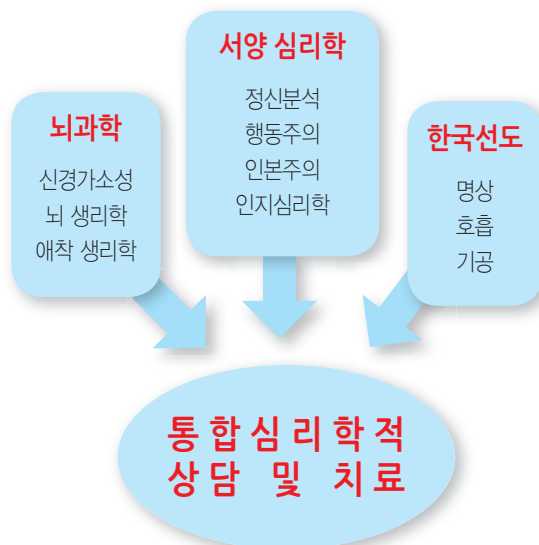 서양 심리학
정신분석
행동주의
인본주의
인지심리학
뇌과학
신경가소성
뇌 생리학
애착 생리학
한국선도
명상
호흡
기공
통합심리학적
상담 및 치료